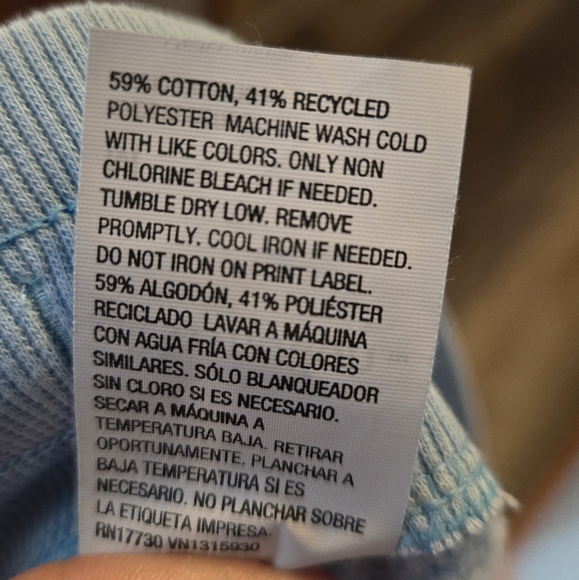 59% COTTON, 41% RECYCLED
POLYESTER MACHINE WASH COLD
WITH LIKE COLORS. ONLY NON
CHLORINE BLEACH IF NEEDED.
TUMBLE DRY LOW. REMOVE
PROMPTLY. COOL IRON IF NEEDED.
DO NOT IRON ON PRINT LABEL.
59% ALGODÓN, 41% POLIÉSTER
RECICLADO LAVAR A MÁQUINA
CON AGUA FRÍA CON COLORES
SIMILARES. SÓLO BLANQUEADOR
SIN CLORO SI ES NECESARIO.
SECAR A MÁQUINA A
TEMPERATURA BAJA. RETIRAR
OPORTUNAMENTE. PLANCHAR A
BAJA TEMPERATURA SI ES
NECESARIO. NO PLANCHAR SOBRE
LA ETIQUETA IMPRESA.
RN17730 VN1315930